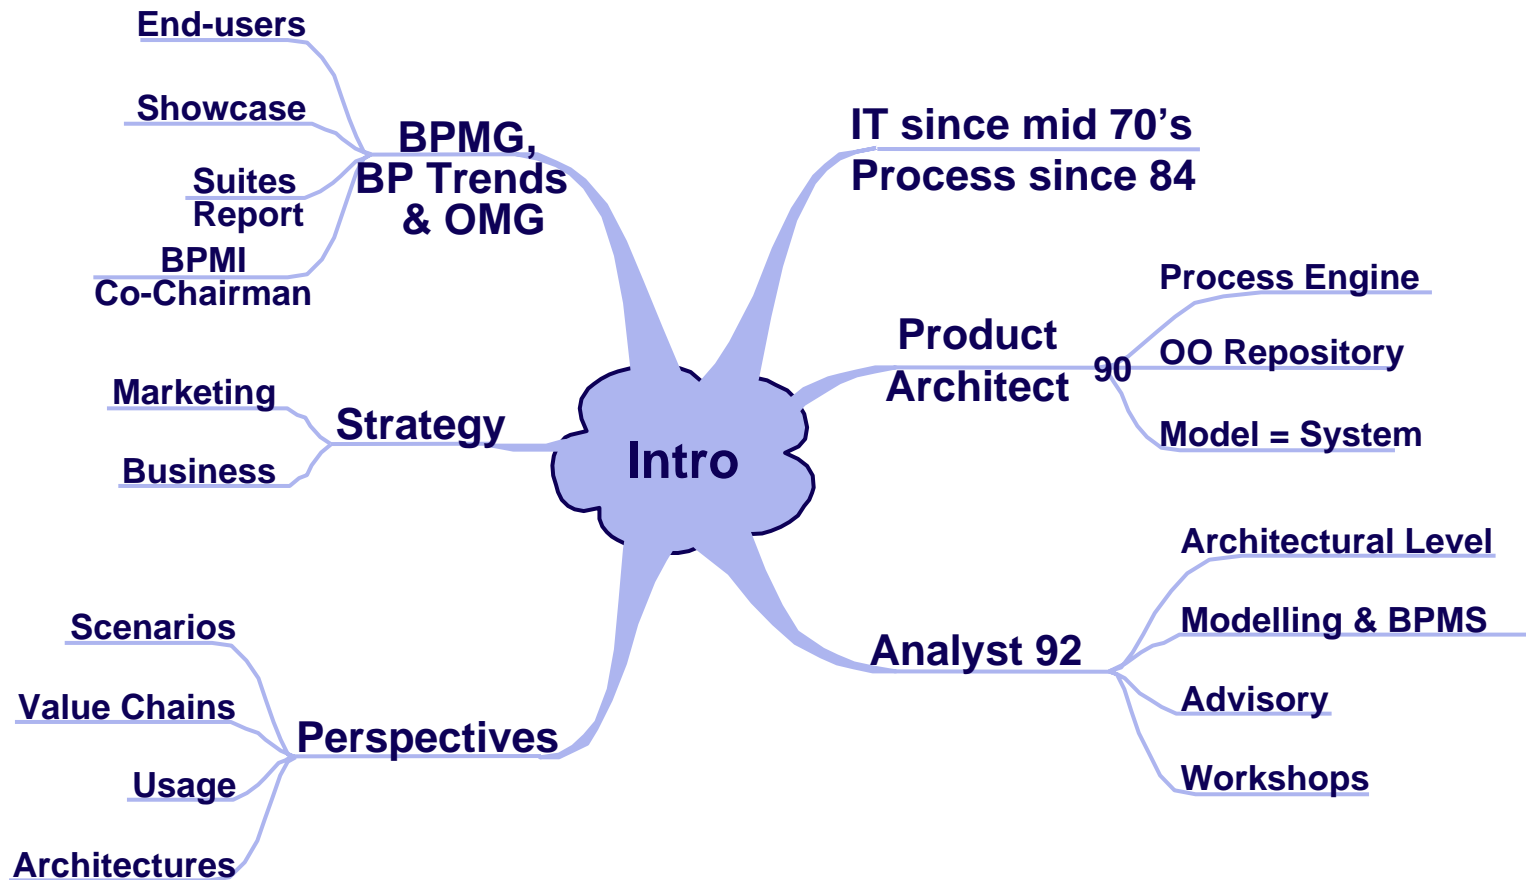 End-users
Showcase
Suites
Report
BPMI
Co-Chairman
BPMG,
BP Trends
& OMG
Marketing
Business
Strategy
Scenarios
Value Chains
Usage
Architectures
Perspectives
Intro
IT since mid 70’s
Process since 84
Product
Architect 90
Process Engine
OO Repository
Model = System
Analyst 92
Architectural Level
Modelling & BPMS
Advisory
Workshops